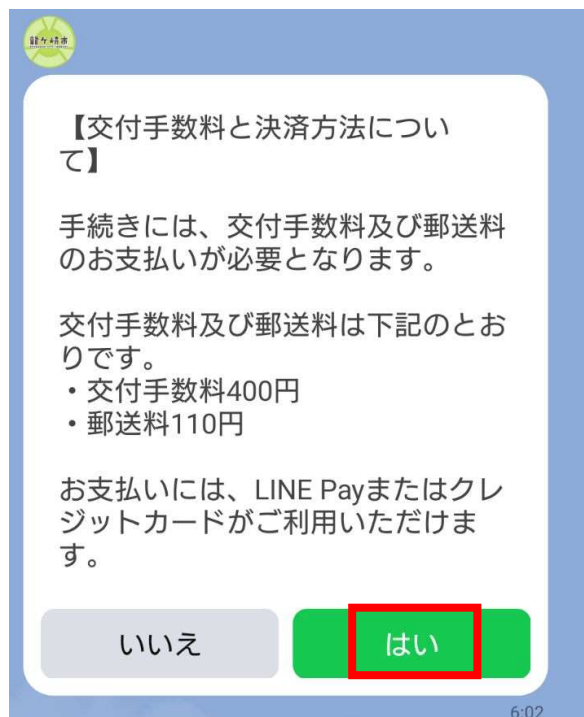 龍ケ崎市
【交付手数料と決済方法につい
て】
手続きには、交付手数料及び郵送料
のお支払いが必要となります。
交付手数料及び郵送料は下記のとお
りです。
・交付手数料400円
・郵送料110円
お支払いには、LINE Payまたはクレ
ジットカードがご利用いただけま
す。
いいえ
はい
6:02